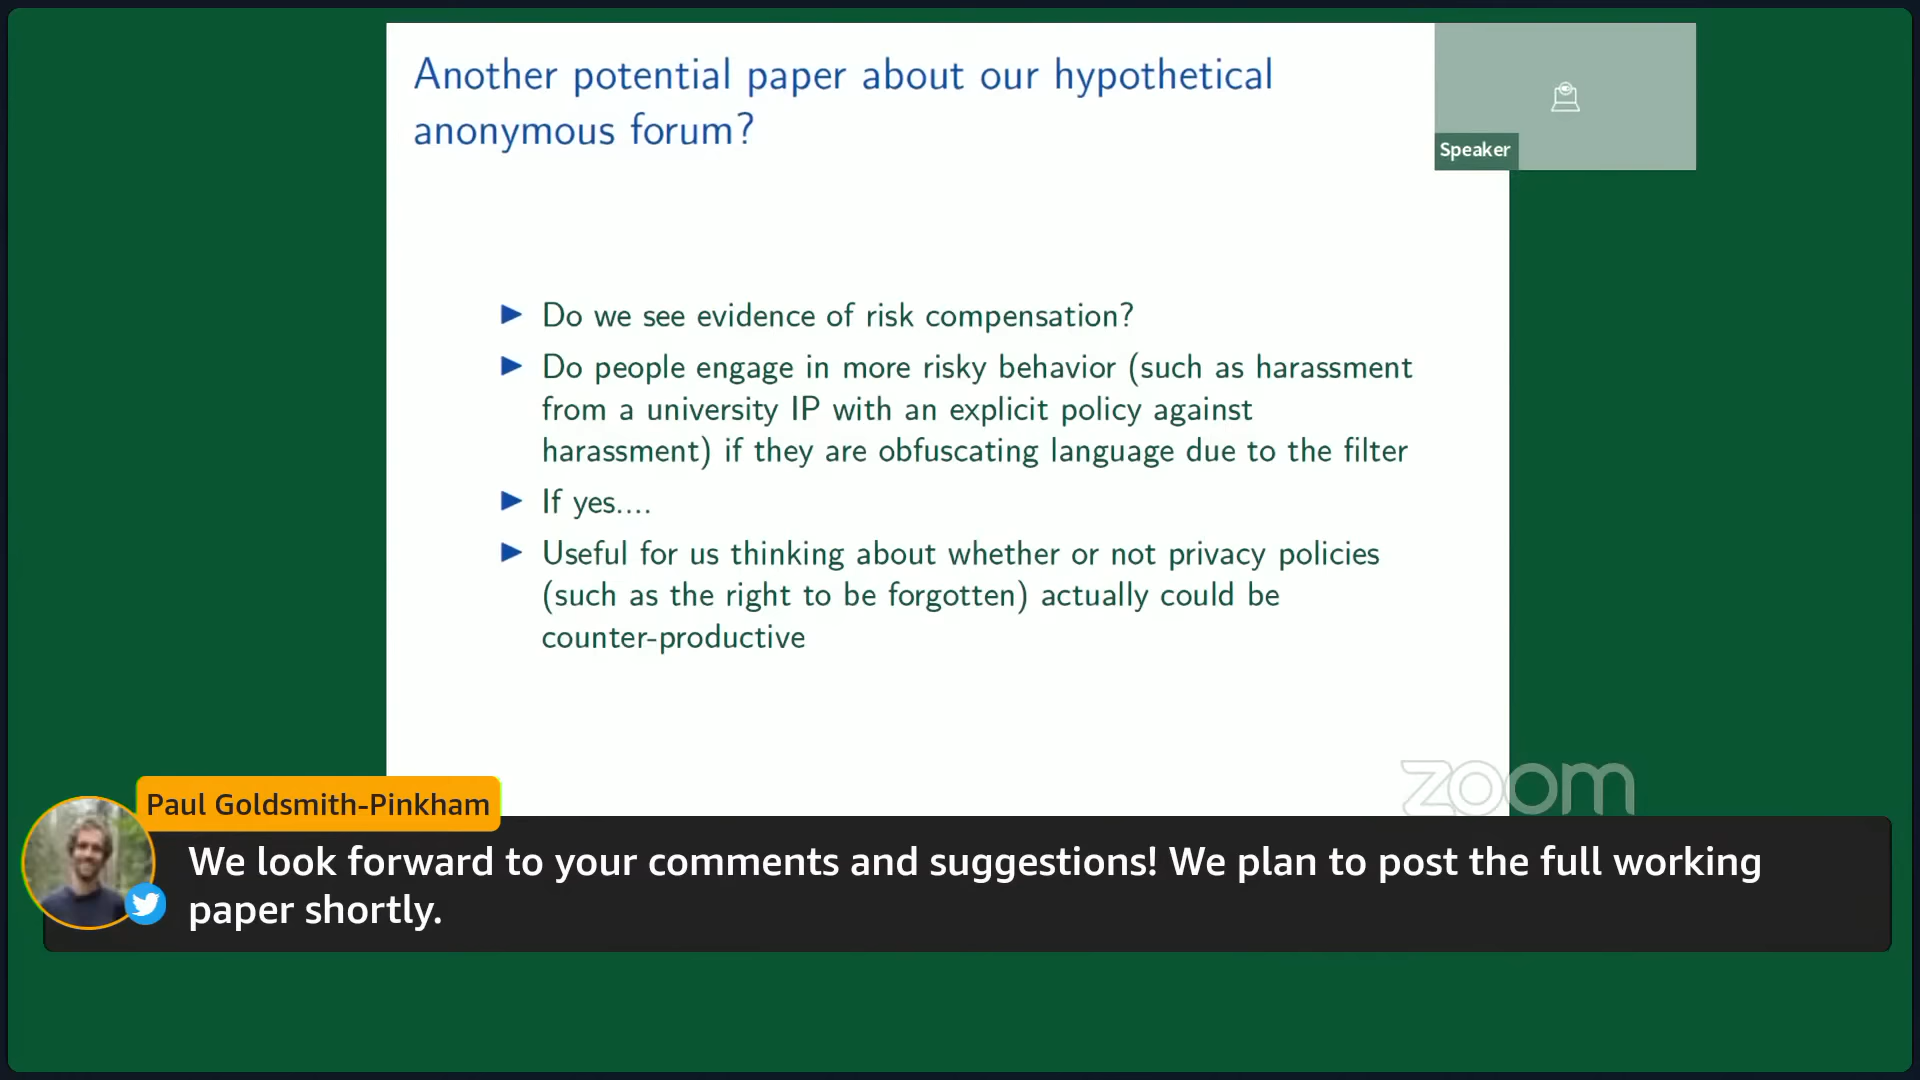 Another potential paper about our hypothetical
anonymous forum?
Speaker
Do we see evidence of risk compensation?
Do people engage in more risky behavior (such as harassment
from a university IP with an explicit policy against
harassment) if they are obfuscating language due to the filter
If yes....
Useful for us thinking about whether or not privacy policies
(such as the right to be forgotten) actually could be
counter-productive
zoom
Paul Goldsmith-Pinkham
We look forward to your comments and suggestions! We plan to post the full working
paper shortly.